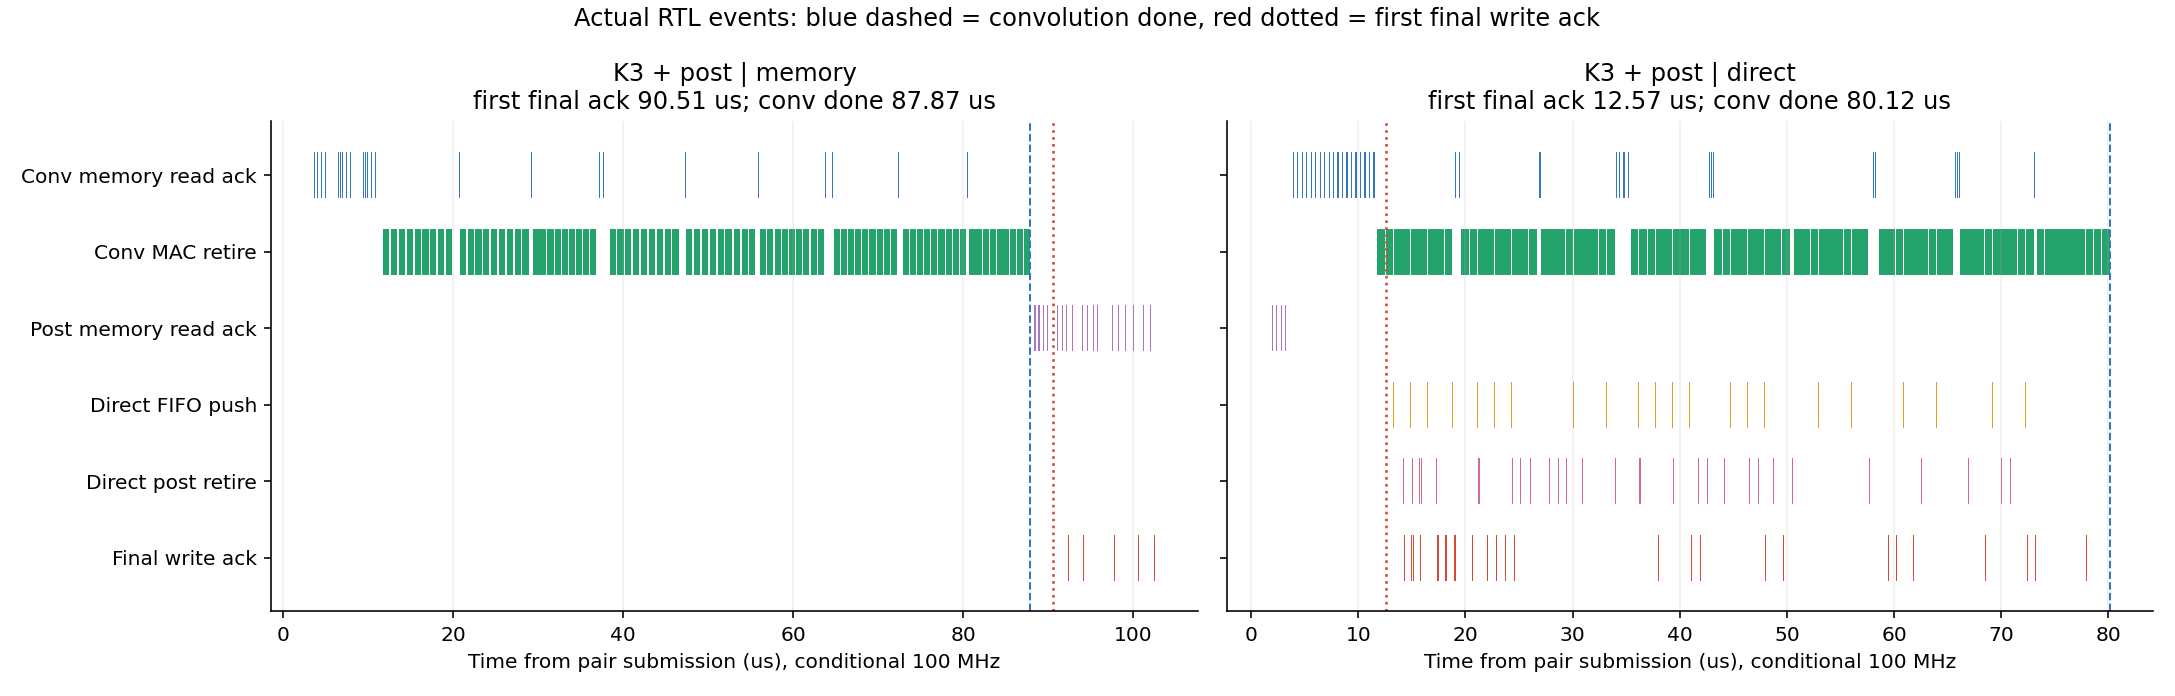 Actual RTL events: blue dashed = convolution done, red dotted = first final write ack
K3 + post | memory
first final ack 90.51 us; conv done 87.87 us
K3 + post | direct
first final ack 12.57 us; conv done 80.12 us
Conv memory read ack
Conv MAC retire
Post memory read ack
Direct FIFO push
Direct post retire
Final write ack
0 20 40 60 80 100
Time from pair submission (us), conditional 100 MHz
0 10 20 30 40 50 60 70 80
Time from pair submission (us), conditional 100 MHz